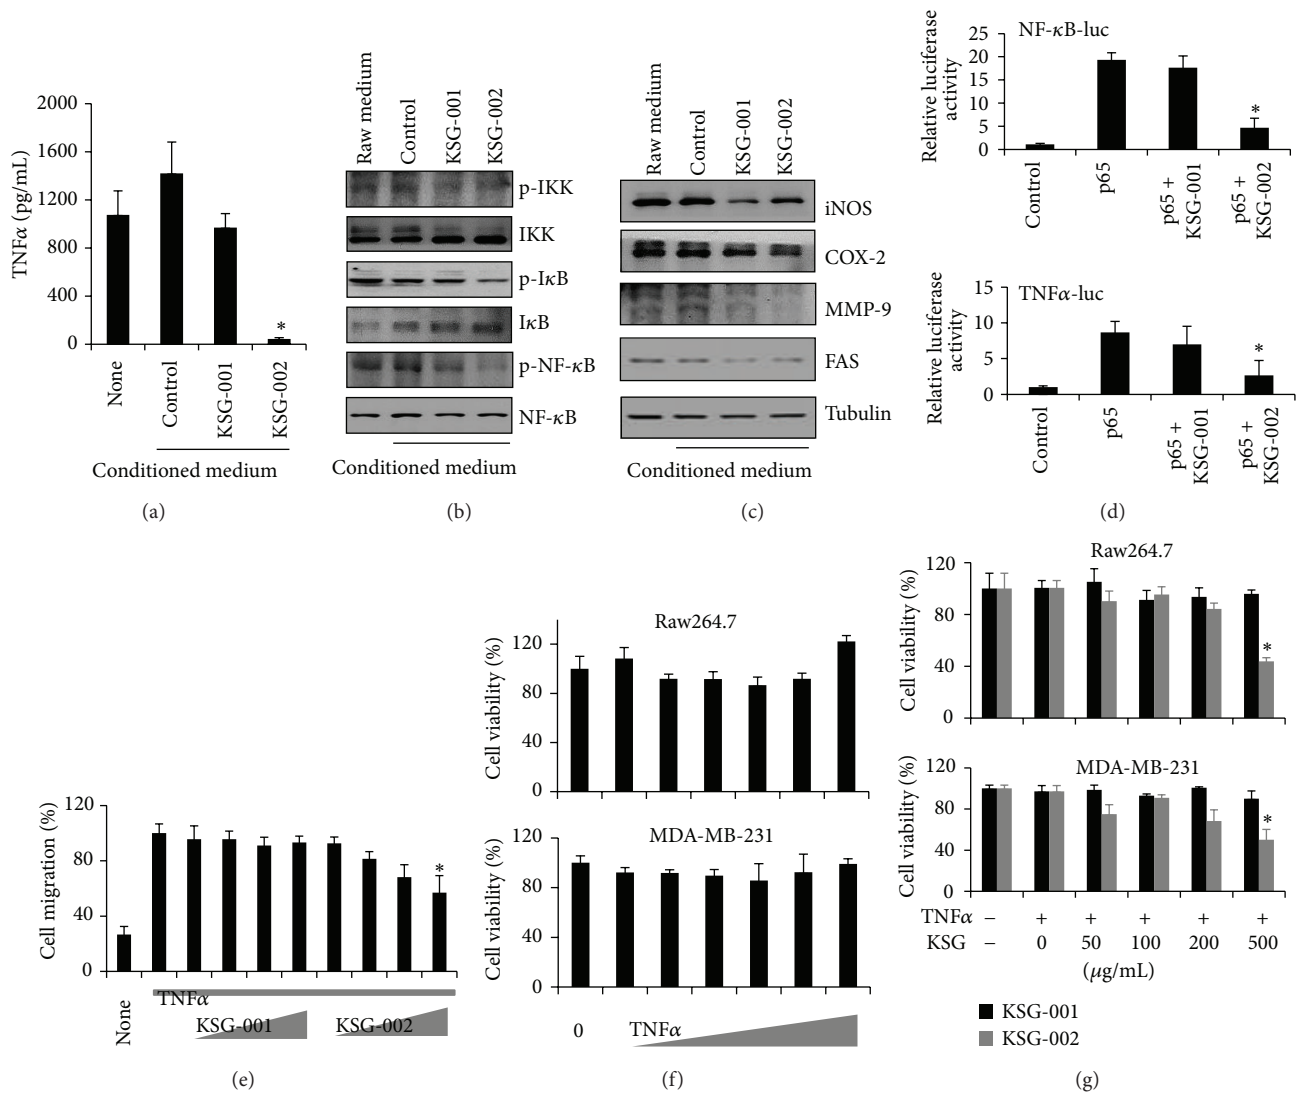 2000
1600
1200
800
400
0
TNFα (pg/mL)
*
None
Control
KSG-001
KSG-002
Conditioned medium
(a)
Raw medium
Control
KSG-001
KSG-002
p-IKK
IKK
p-IκB
IκB
p-NF-κB
NF-κB
Conditioned medium
(b)
Raw medium
Control
KSG-001
KSG-002
iNOS
COX-2
MMP-9
FAS
Tubulin
Conditioned medium
(c)
NF-κB-luc
25
20
15
10
5
0
Relative luciferase
activity
*
Control
p65
p65 +
KSG-001
p65 +
KSG-002
TNFα-luc
15
10
5
0
Relative luciferase
activity
*
Control
p65
p65 +
KSG-001
p65 +
KSG-002
(d)
120
80
40
0
Cell migration (%)
*
None
TNFα
KSG-001
KSG-002
(e)
Raw264.7
120
80
40
0
Cell viability (%)
MDA-MB-231
120
80
40
0
Cell viability (%)
0
TNFα
(f)
Raw264.7
120
80
40
0
Cell viability (%)
*
MDA-MB-231
120
80
40
0
Cell viability (%)
*
TNFα − + + + + +
KSG − 0 50 100 200 500
(μg/mL)
KSG-001
KSG-002
(g)